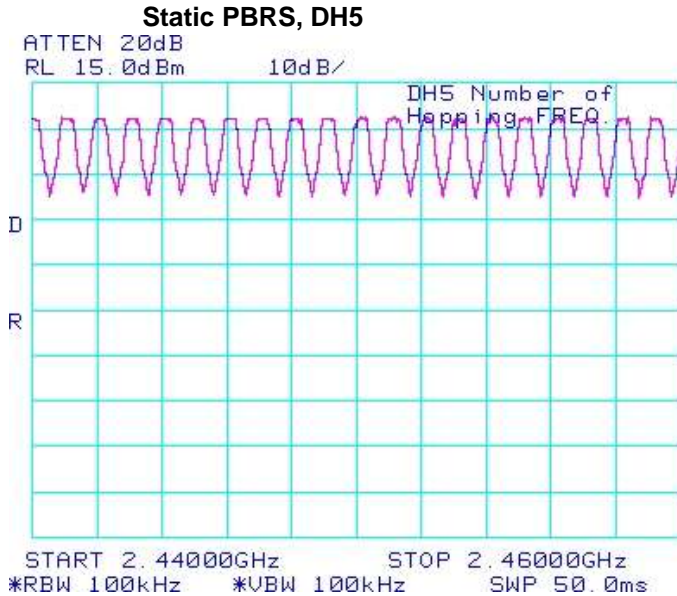 Static PBRS, DH5
ATTEN 20dB
RL 15.0dBm 10dB/
DH5 Number of
Hopping FREQ.
D
R
START 2.44000GHz STOP 2.46000GHz
*RBW 100kHz *VBW 100kHz SWP 50.0ms